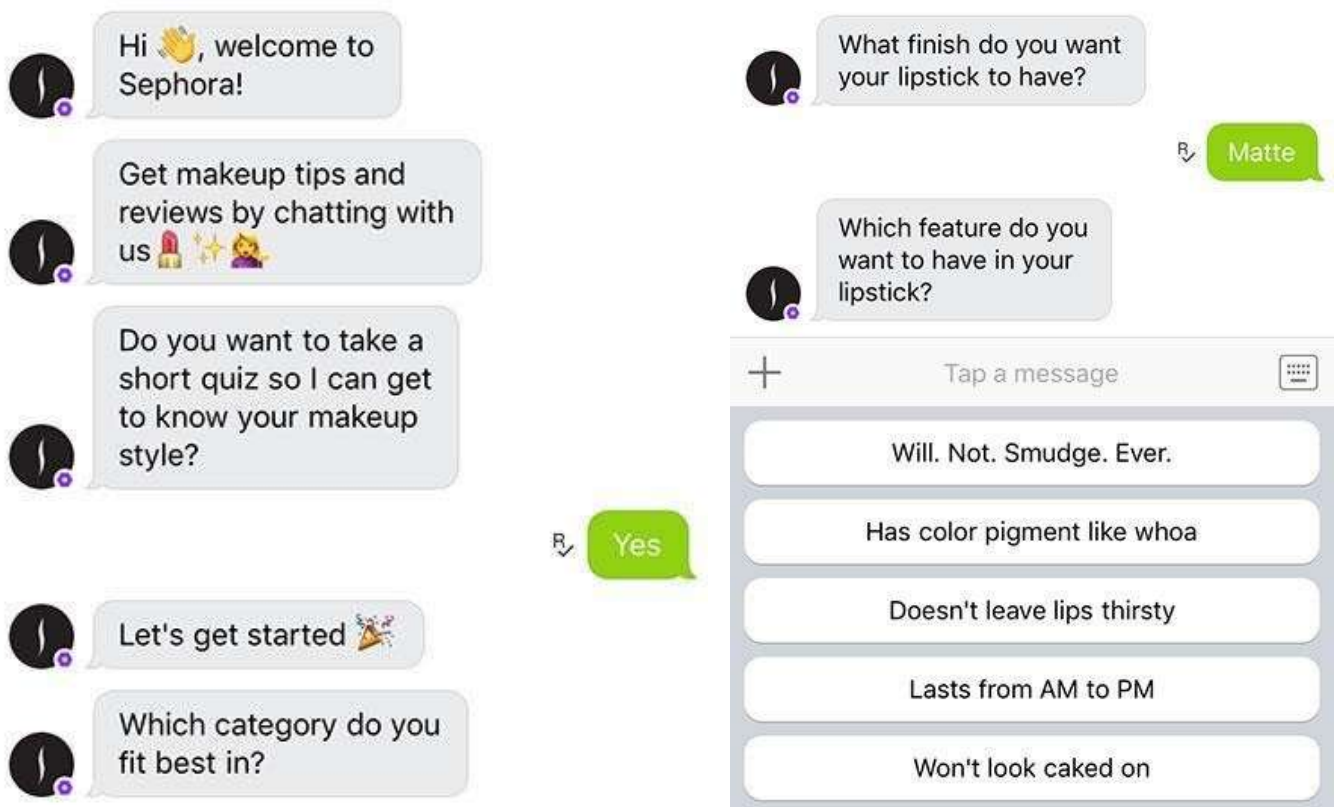 Hi 👋, welcome to
Sephora!
Get makeup tips and
reviews by chatting with
us💄✨💁
Do you want to take a
short quiz so I can get
to know your makeup
style?
R Yes
Let's get started 🎉
Which category do you
fit best in?
What finish do you want
your lipstick to have?
R Matte
Which feature do you
want to have in your
lipstick?
Tap a message
Will. Not. Smudge. Ever.
Has color pigment like whoa
Doesn't leave lips thirsty
Lasts from AM to PM
Won't look caked on